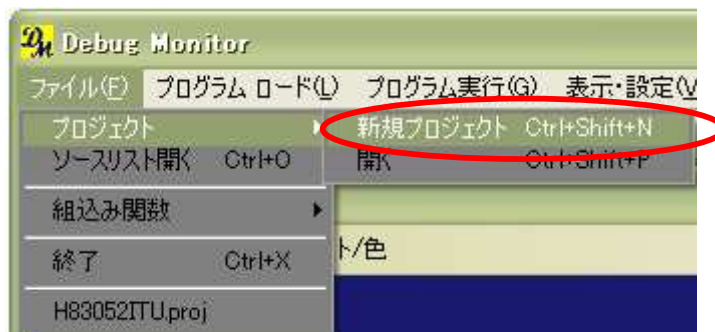 DM Debug Monitor
ファイル(F) プログラム ロード(L) プログラム実行(G) 表示・設定(V
プロジェクト
新規プロジェクト Ctrl+Shift+N
ソースリスト開く Ctrl+O
開く Ctrl+Shift+P
組込み関数
ト/色
終了 Ctrl+X
H83052ITU.proj